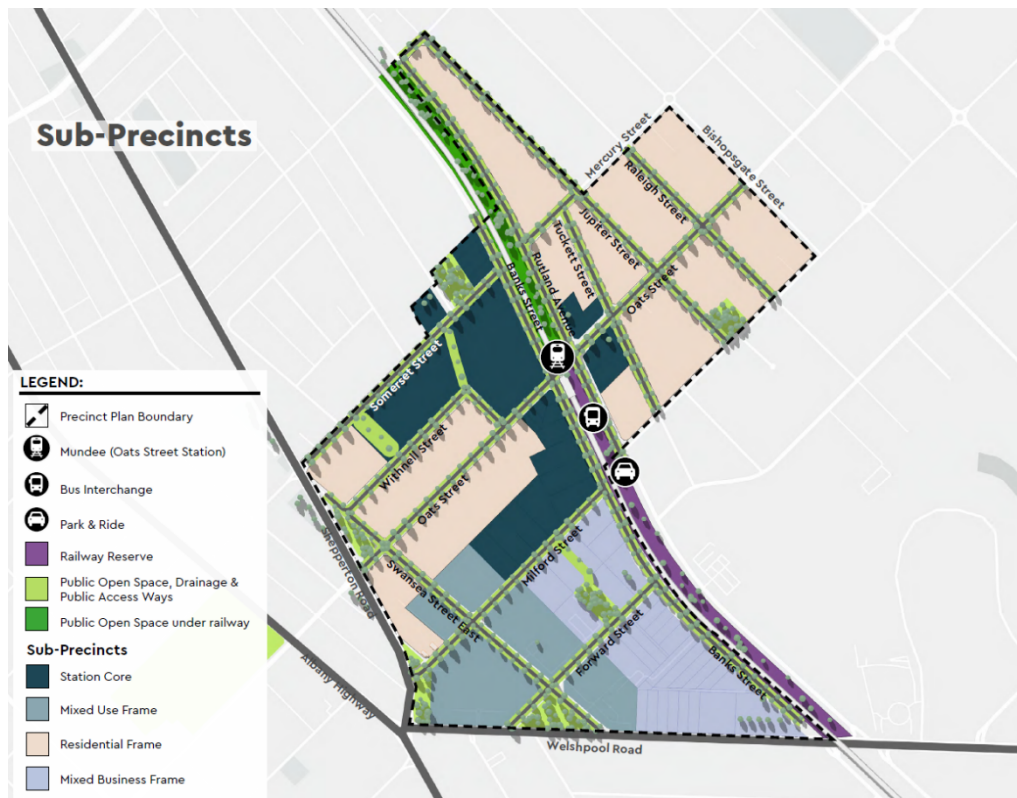 Sub-Precincts
Mercury Street
Bishopsgate Street
Raleigh Street
Jupiter Street
Tuckett Street
Rutland Avenue
Banks Street
Oats Street
Somerset Street
Withnell Street
Oats Street
Shepperton Road
Swansea Street East
Milford Street
Forward Street
Banks Street
Albany Highway
Welshpool Road
LEGEND:
Precinct Plan Boundary
Mundee (Oats Street Station)
Bus Interchange
Park & Ride
Railway Reserve
Public Open Space, Drainage &
Public Access Ways
Public Open Space under railway
Sub-Precincts
Station Core
Mixed Use Frame
Residential Frame
Mixed Business Frame